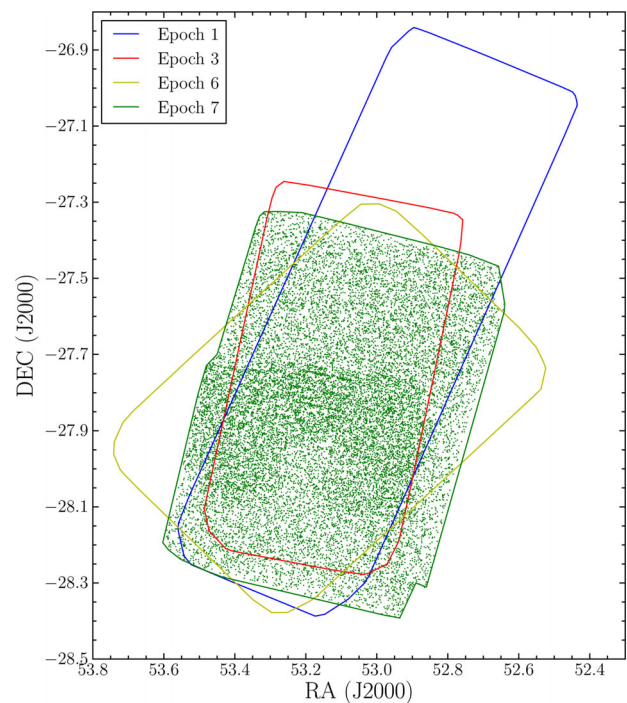 Epoch 1
Epoch 3
Epoch 6
Epoch 7
−26.9
−27.1
−27.3
−27.5
−27.7
−27.9
−28.1
−28.3
−28.5
DEC (J2000)
53.8 53.6 53.4 53.2 53.0 52.8 52.6 52.4
RA (J2000)